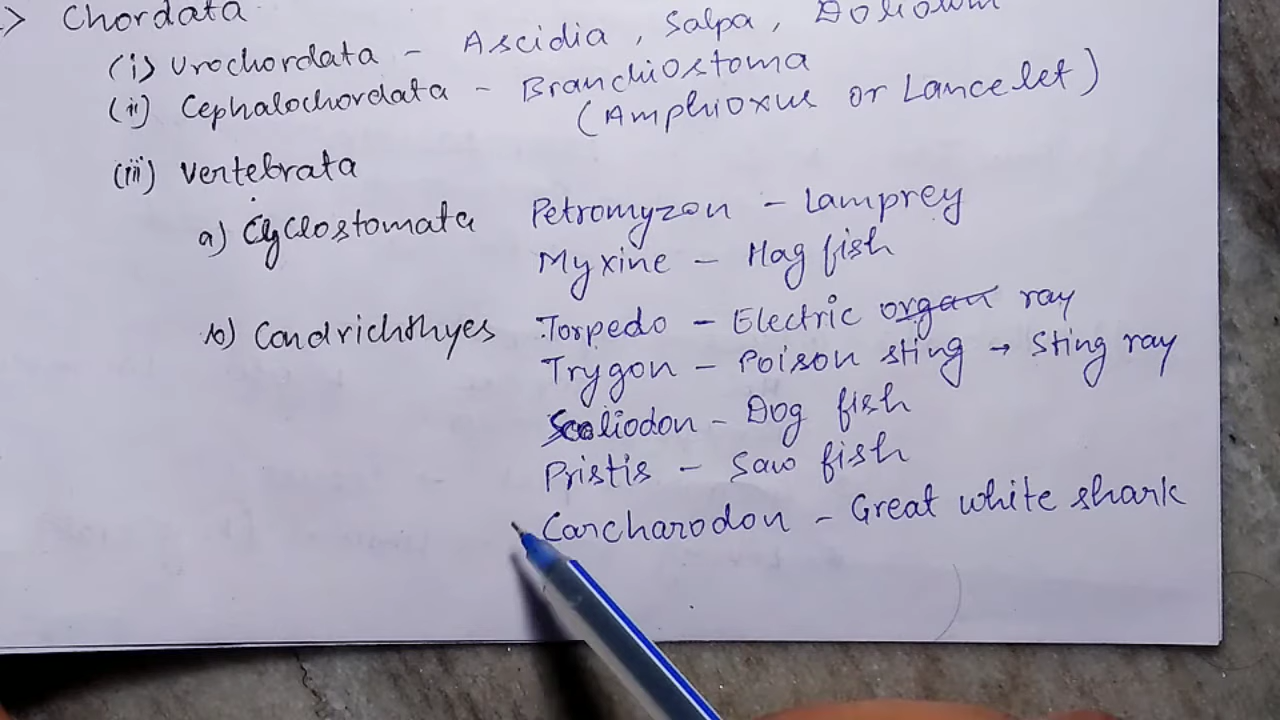 > Chordata
(i) Urochordata - Ascidia, Salpa, Doliolum
(ii) Cephalochordata - Branchiostoma
(Amphioxus or Lancelet)
(iii) Vertebrata
a) Cyclostomata Petromyzon - Lamprey
Myxine - Hag fish
b) Condrichthyes Torpedo - Electric organ ray
Trygon - Poison sting → Sting ray
Scoliodon - Dog fish
Pristis - Saw fish
Carcharodon - Great white shark